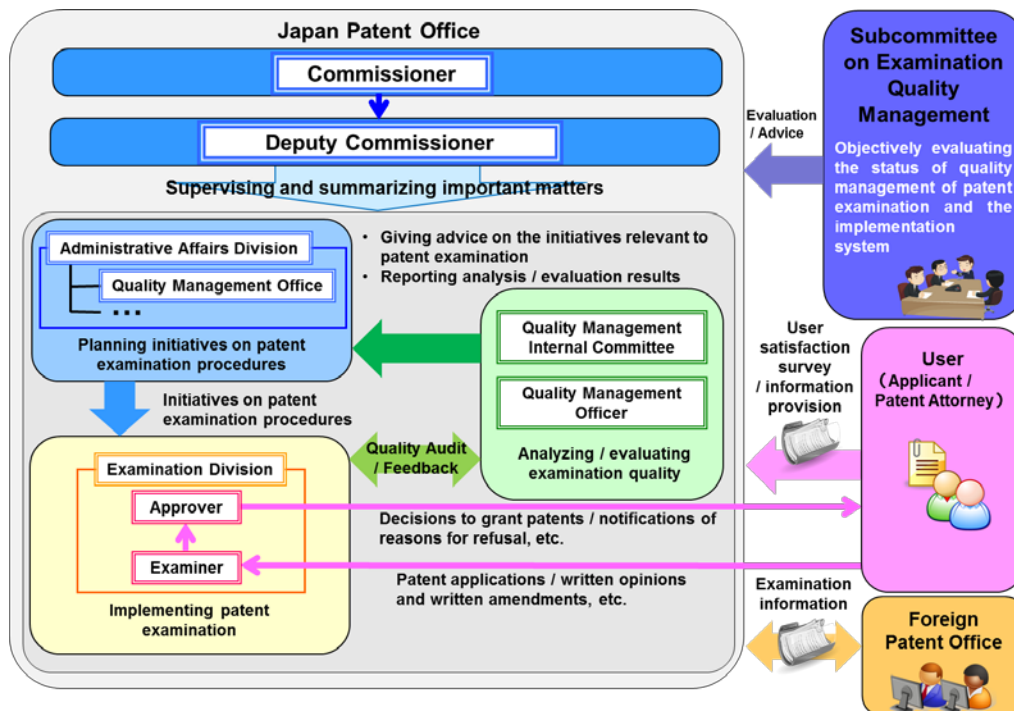 Japan Patent Office
Commissioner
Deputy Commissioner
Supervising and summarizing important matters
Administrative Affairs Division
Quality Management Office
...
Planning initiatives on patent
examination procedures
• Giving advice on the initiatives relevant to
patent examination
• Reporting analysis / evaluation results
Quality Management
Internal Committee
Quality Management
Officer
Analyzing / evaluating
examination quality
Initiatives on patent
examination procedures
Quality Audit
/ Feedback
Examination Division
Approver
Examiner
Implementing patent
examination
Decisions to grant patents / notifications of
reasons for refusal, etc.
Patent applications / written opinions
and written amendments, etc.
Evaluation
/ Advice
Subcommittee
on Examination
Quality
Management
Objectively evaluating
the status of quality
management of patent
examination and the
implementation
system
User
satisfaction
survey
/ information
provision
User
(Applicant /
Patent Attorney)
Examination
information
Foreign
Patent Office